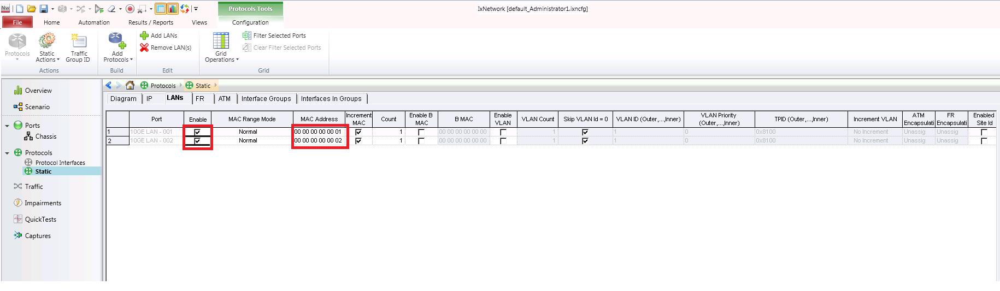 Nw
Protocols Tools
IxNetwork [default_Administrator1.ixncfg]
File Home Automation Results / Reports Views Configuration
Protocols
Static Actions
Traffic Group ID
Actions
Add Protocols
Build
Add LANs
Remove LAN(s)
Edit
Grid Operations
Filter Selected Ports
Clear Filter Selected Ports
Grid
Overview
Scenario
Ports
Chassis
Protocols
Protocol Interfaces
Static
Traffic
Impairments
QuickTests
Captures
Protocols Static
Diagram IP LANs FR ATM Interface Groups Interfaces In Groups
Port Enable MAC Range Mode MAC Address Increment MAC Count Enable B MAC B MAC Enable VLAN VLAN Count Skip VLAN Id = 0 VLAN ID (Outer,...,Inner) VLAN Priority (Outer,...,Inner) TPID (Outer,...,Inner) Increment VLAN ATM Encapsulati FR Encapsulati Enabled Site Id
1 10GE LAN - 001 Normal 00 00 00 00 00 01 1 00 00 00 00 00 00 1 1 0 0x8100 No Increment Unassig Unassig
2 10GE LAN - 002 Normal 00 00 00 00 00 02 1 00 00 00 00 00 00 1 1 0 0x8100 No Increment Unassig Unassig